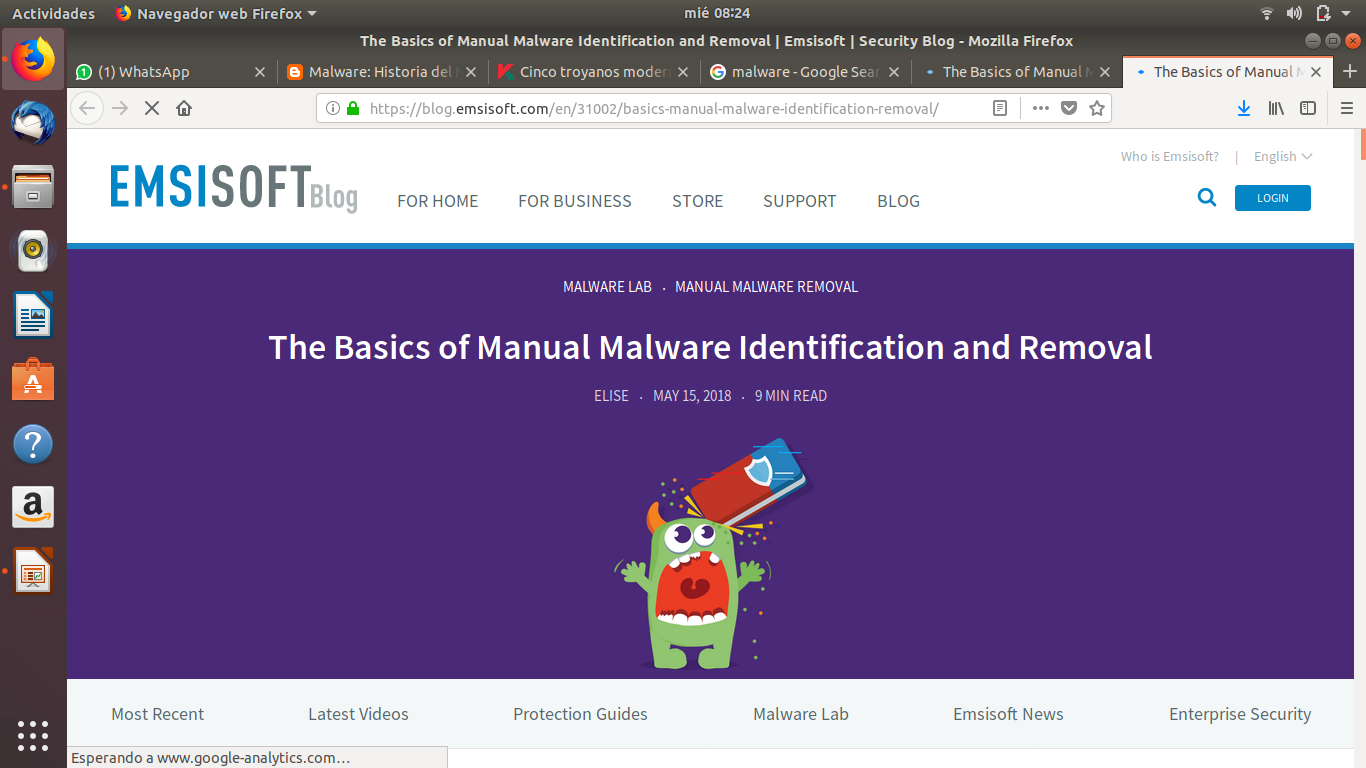 Actividades Navegador web Firefox mié 08:24
The Basics of Manual Malware Identification and Removal | Emsisoft | Security Blog - Mozilla Firefox
(1) WhatsApp Malware: Historia del Cinco troyanos moder malware - Google Sear The Basics of Manual The Basics of Manual
https://blog.emsisoft.com/en/31002/basics-manual-malware-identification-removal/
Who is Emsisoft? | English
EMSISOFT Blog FOR HOME FOR BUSINESS STORE SUPPORT BLOG LOGIN
MALWARE LAB · MANUAL MALWARE REMOVAL
The Basics of Manual Malware Identification and Removal
ELISE · MAY 15, 2018 · 9 MIN READ
Most Recent Latest Videos Protection Guides Malware Lab Emsisoft News Enterprise Security
Esperando a www.google-analytics.com…